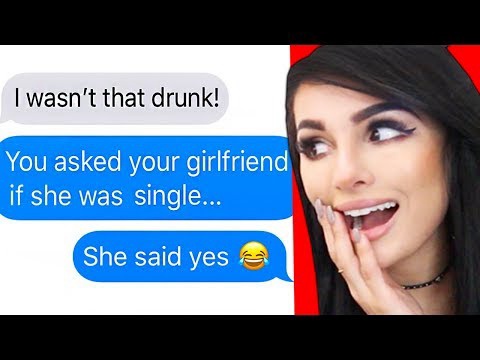 I wasn't that drunk!
You asked your girlfriend
if she was single...
She said yes 😂